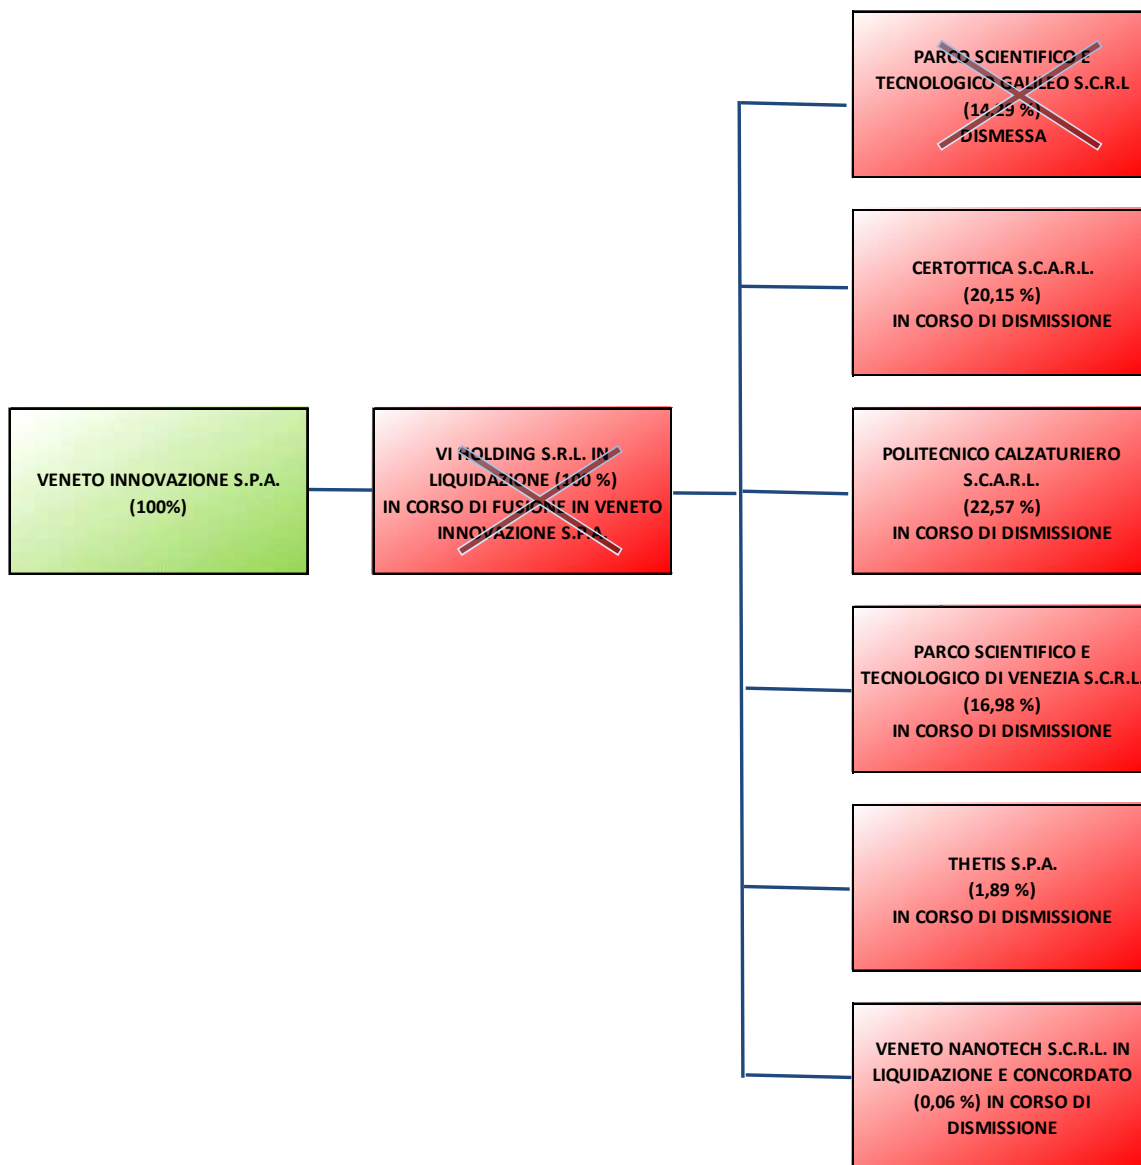 PARCO SCIENTIFICO E
TECNOLOGICO GALILEO S.C.R.L
(14,29 %)
DISMESSA
CERTOTTICA S.C.A.R.L.
(20,15 %)
IN CORSO DI DISMISSIONE
VENETO INNOVAZIONE S.P.A.
(100%)
VI HOLDING S.R.L. IN
LIQUIDAZIONE (100 %)
IN CORSO DI FUSIONE IN VENETO
INNOVAZIONE S.P.A.
POLITECNICO CALZATURIERO
S.C.A.R.L.
(22,57 %)
IN CORSO DI DISMISSIONE
PARCO SCIENTIFICO E
TECNOLOGICO DI VENEZIA S.C.R.L.
(16,98 %)
IN CORSO DI DISMISSIONE
THETIS S.P.A.
(1,89 %)
IN CORSO DI DISMISSIONE
VENETO NANOTECH S.C.R.L. IN
LIQUIDAZIONE E CONCORDATO
(0,06 %) IN CORSO DI
DISMISSIONE